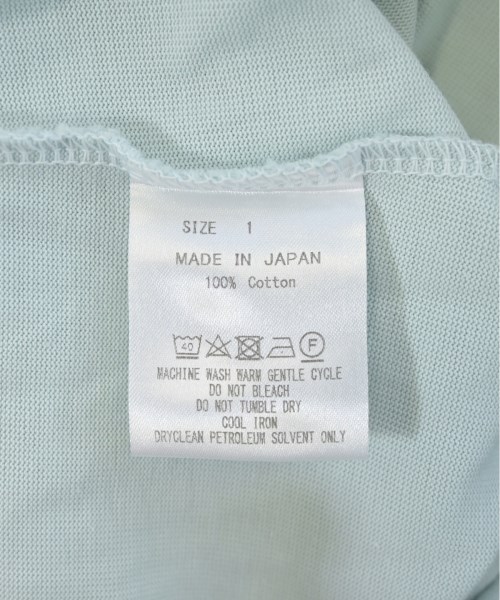 SIZE 1
MADE IN JAPAN
100% Cotton
40 F
MACHINE WASH WARM GENTLE CYCLE
DO NOT BLEACH
DO NOT TUMBLE DRY
COOL IRON
DRYCLEAN PETROLEUM SOLVENT ONLY